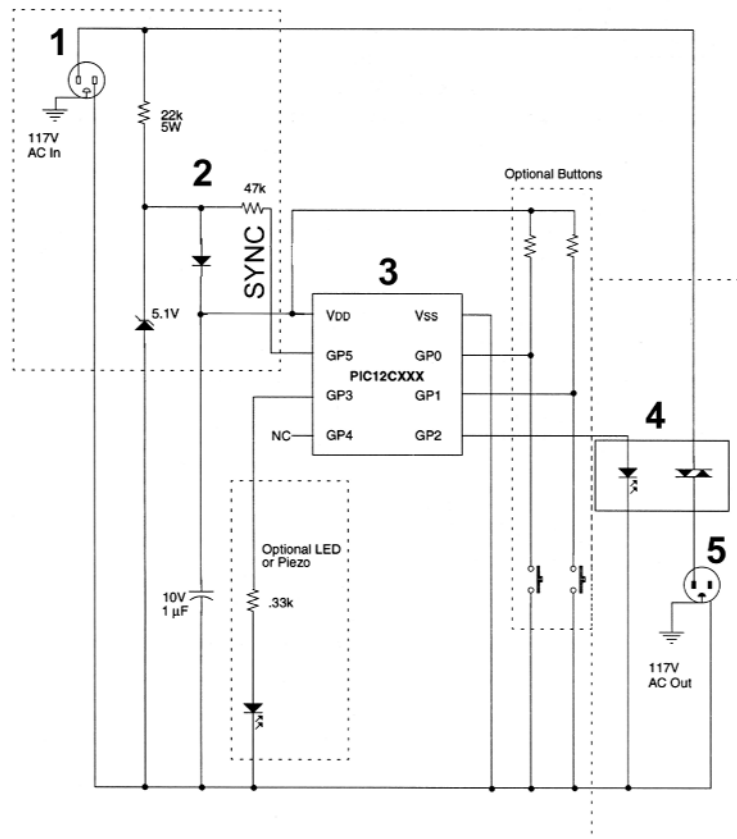 1
117V
AC In
22k
5W
2
47k
SYNC
5.1V
Optional Buttons
3
VDD
VSS
GP5
GP0
PIC12CXXX
GP3
GP1
NC
GP4
GP2
4
Optional LED
or Piezo
.33k
10V
1 µF
5
117V
AC Out